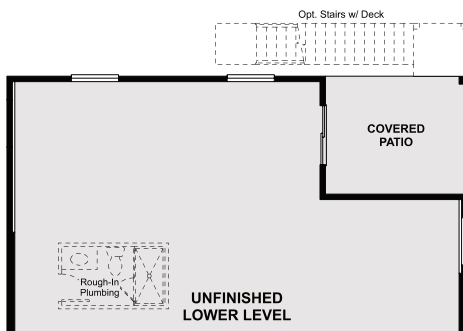 Opt. Stairs w/ Deck
COVERED
PATIO
Rough-In
Plumbing
UNFINISHED
LOWER LEVEL